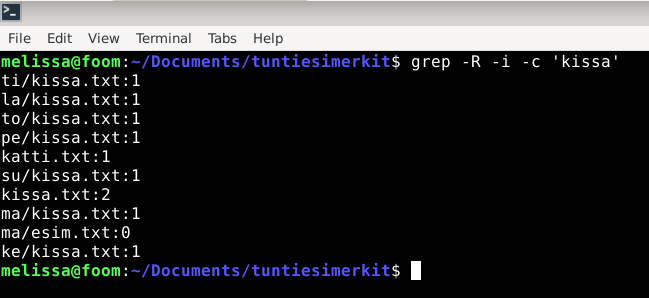 File Edit View Terminal Tabs Help
melissa@foom:~/Documents/tuntiesimerkit$ grep -R -i -c 'kissa'
ti/kissa.txt:1
la/kissa.txt:1
to/kissa.txt:1
pe/kissa.txt:1
katti.txt:1
su/kissa.txt:1
kissa.txt:2
ma/kissa.txt:1
ma/esim.txt:0
ke/kissa.txt:1
melissa@foom:~/Documents/tuntiesimerkit$